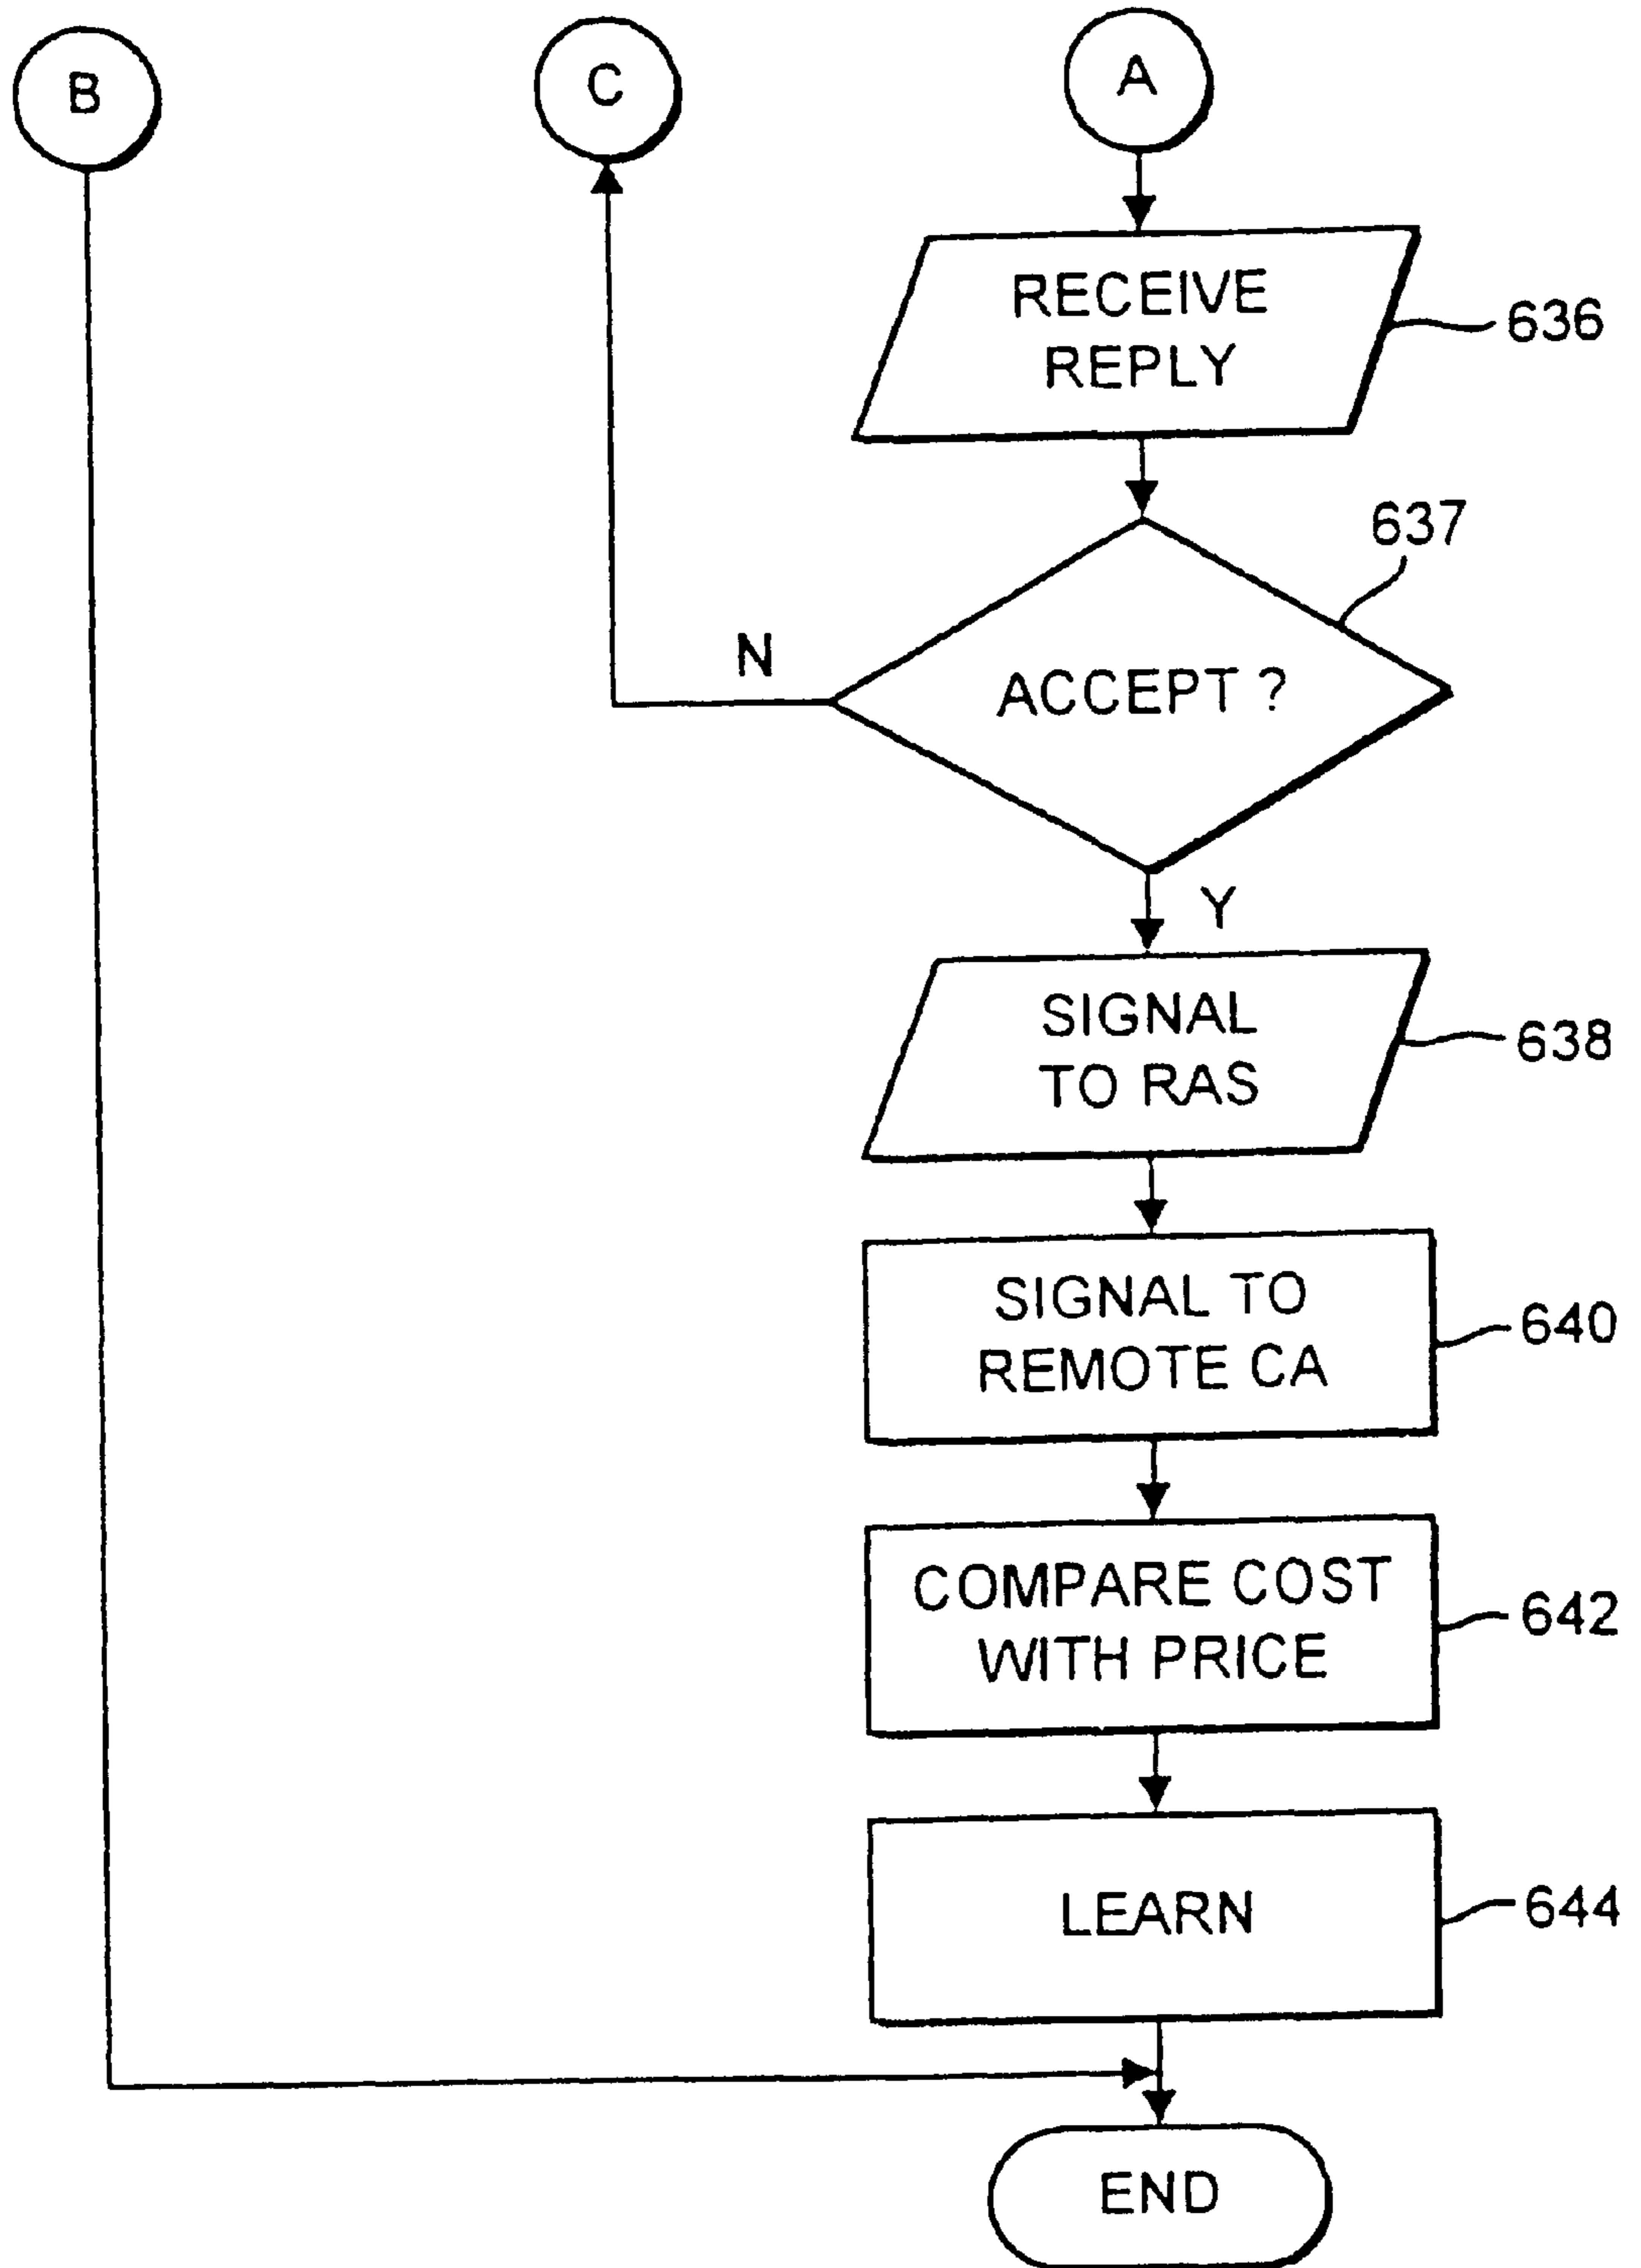 B
C
A
RECEIVE
REPLY
636
637
N
ACCEPT ?
Y
SIGNAL
TO RAS
638
SIGNAL TO
REMOTE CA
640
COMPARE COST
WITH PRICE
642
LEARN
644
END